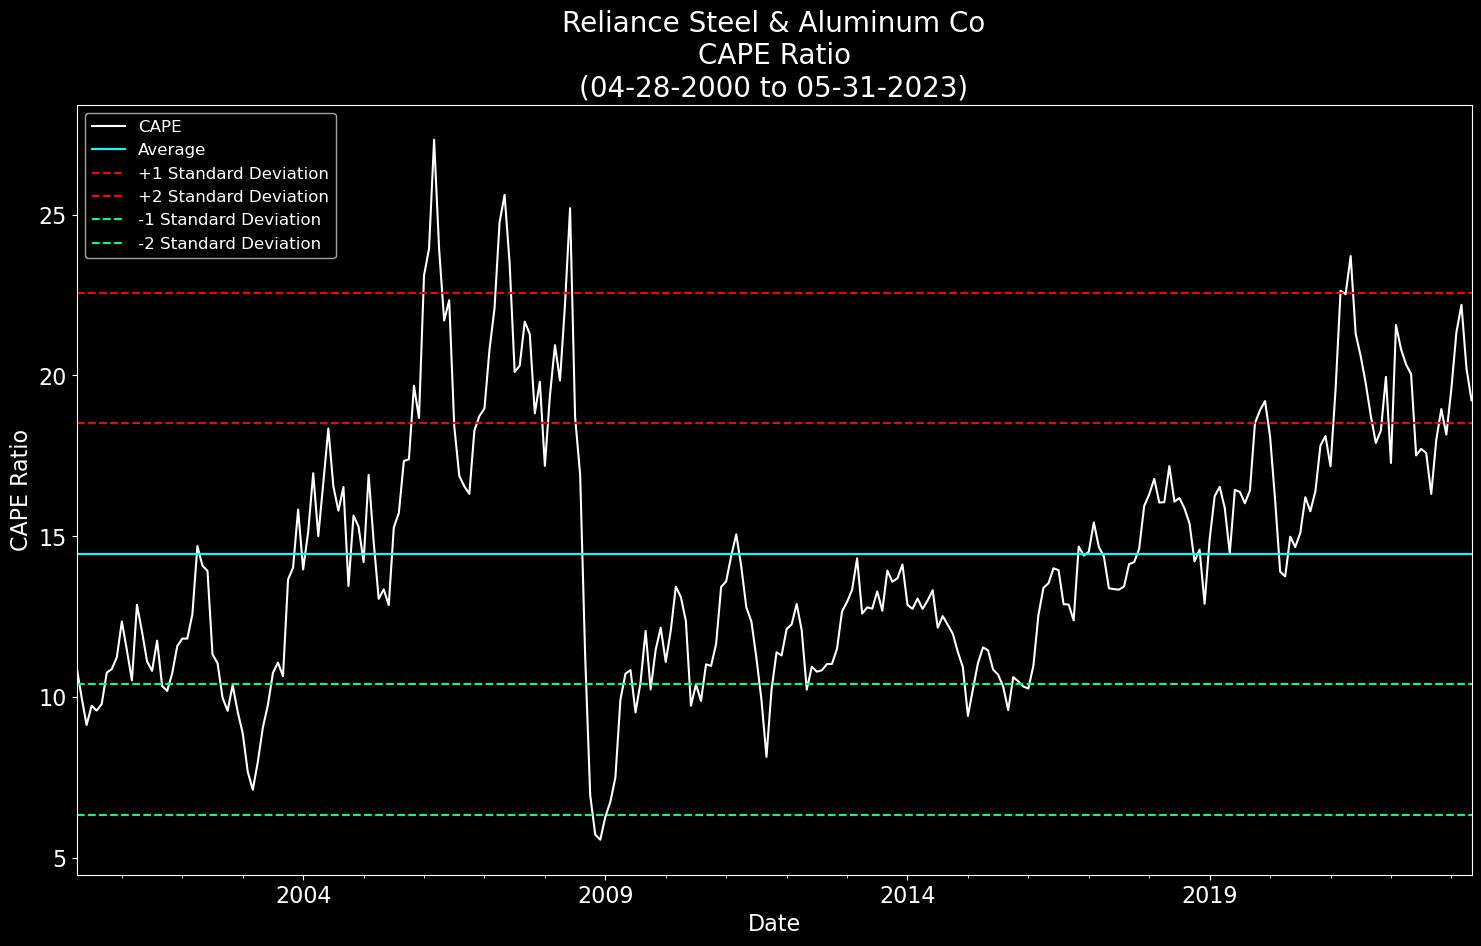 Reliance Steel & Aluminum Co
CAPE Ratio
(04-28-2000 to 05-31-2023)
CAPE
Average
+1 Standard Deviation
+2 Standard Deviation
-1 Standard Deviation
-2 Standard Deviation
CAPE Ratio
25
20
15
10
5
2004
2009
2014
2019
Date